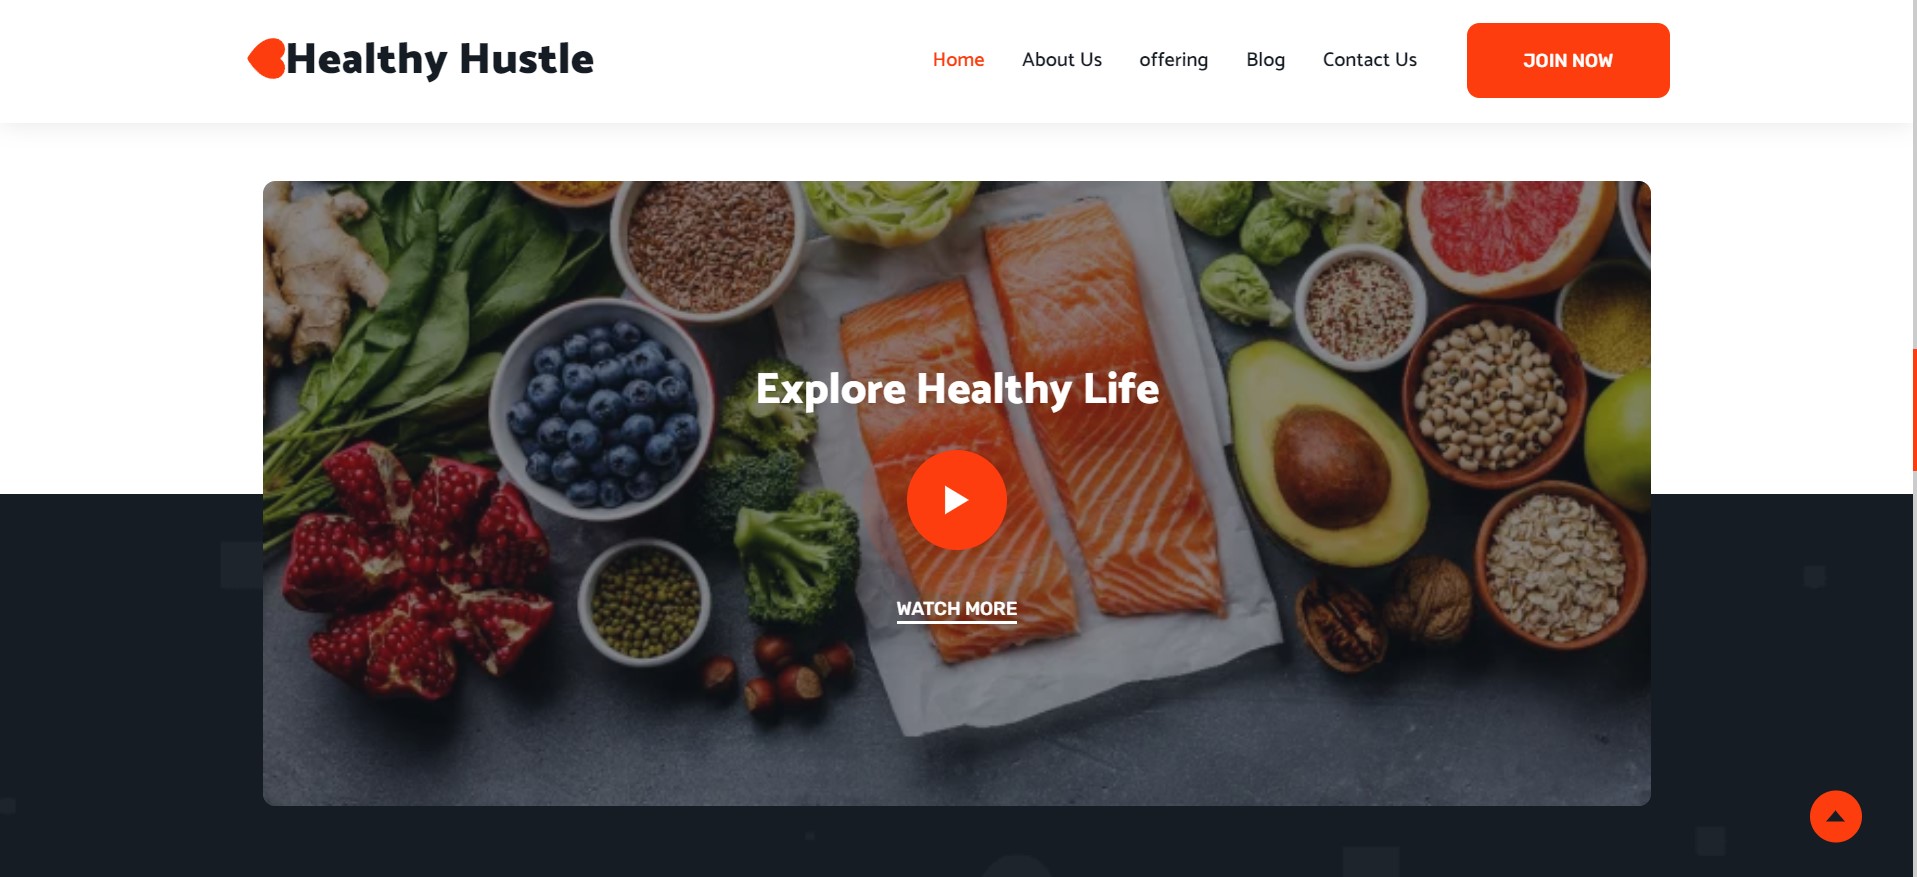 Healthy Hustle
Home About Us offering Blog Contact Us JOIN NOW
Explore Healthy Life
WATCH MORE